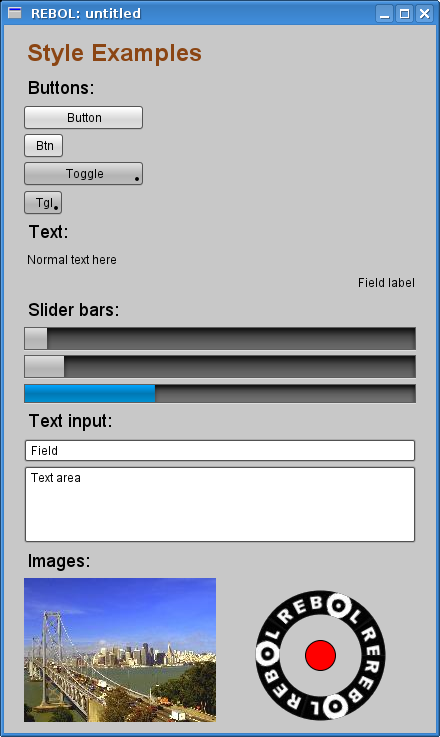 REBOL: untitled
Style Examples
Buttons:
Button
Btn
Toggle
Tgl
Text:
Normal text here
Field label
Slider bars:
Text input:
Field
Text area
Images:
REBOL REBOL REBOL